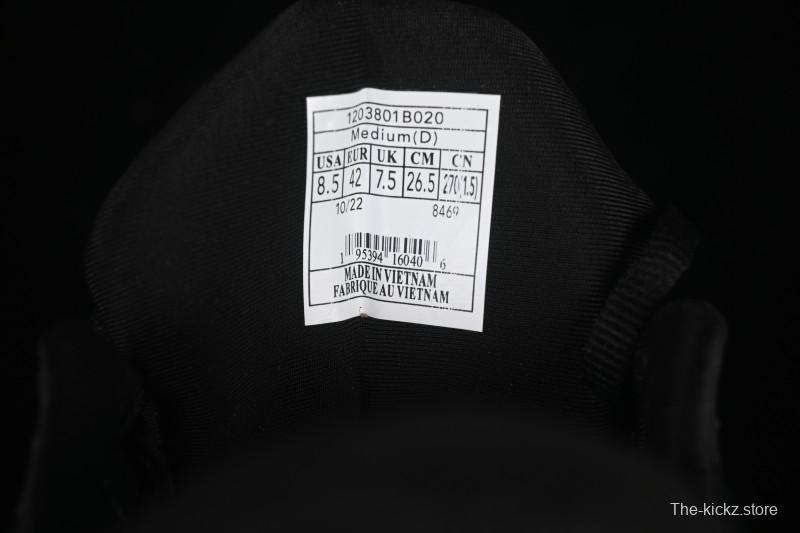 1203801B020
Medium(D)
USA EUR UK CM CN
8.5 42 7.5 26.5 270(1.5)
10/22 8469
1 95394 16040 6
MADE IN VIETNAM
FABRIQUE AU VIETNAM
The-kickz.store